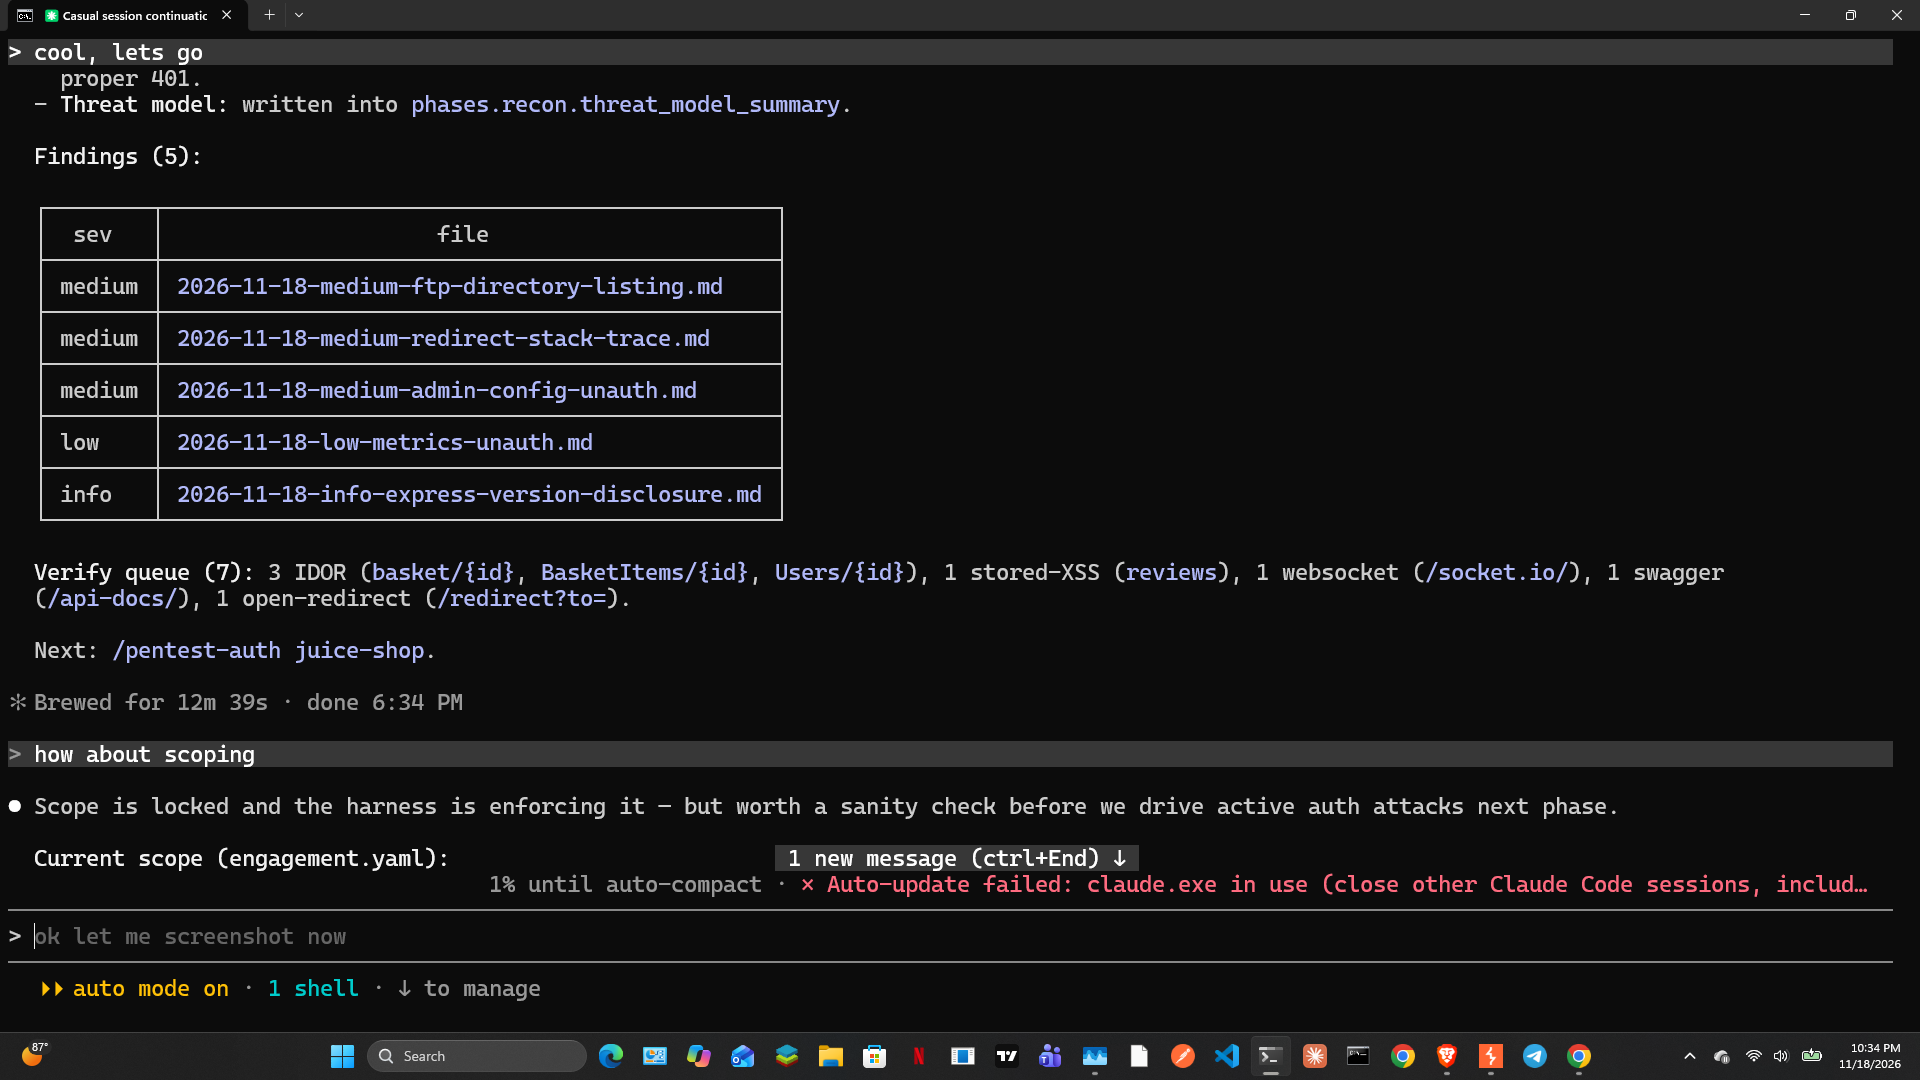 Casual session continuatic
> cool, lets go
proper 401.
- Threat model: written into phases.recon.threat_model_summary.
Findings (5):
sev file
medium 2026-11-18-medium-ftp-directory-listing.md
medium 2026-11-18-medium-redirect-stack-trace.md
medium 2026-11-18-medium-admin-config-unauth.md
low 2026-11-18-low-metrics-unauth.md
info 2026-11-18-info-express-version-disclosure.md
Verify queue (7): 3 IDOR (basket/{id}, BasketItems/{id}, Users/{id}), 1 stored-XSS (reviews), 1 websocket (/socket.io/), 1 swagger
(/api-docs/), 1 open-redirect (/redirect?to=).
Next: /pentest-auth juice-shop.
✻ Brewed for 12m 39s · done 6:34 PM
> how about scoping
● Scope is locked and the harness is enforcing it — but worth a sanity check before we drive active auth attacks next phase.
Current scope (engagement.yaml): 1 new message (ctrl+End) ↓
1% until auto-compact · × Auto-update failed: claude.exe in use (close other Claude Code sessions, includ…
> ok let me screenshot now
⏵⏵ auto mode on · 1 shell · ↓ to manage
87°
Search
10:34 PM
11/18/2026